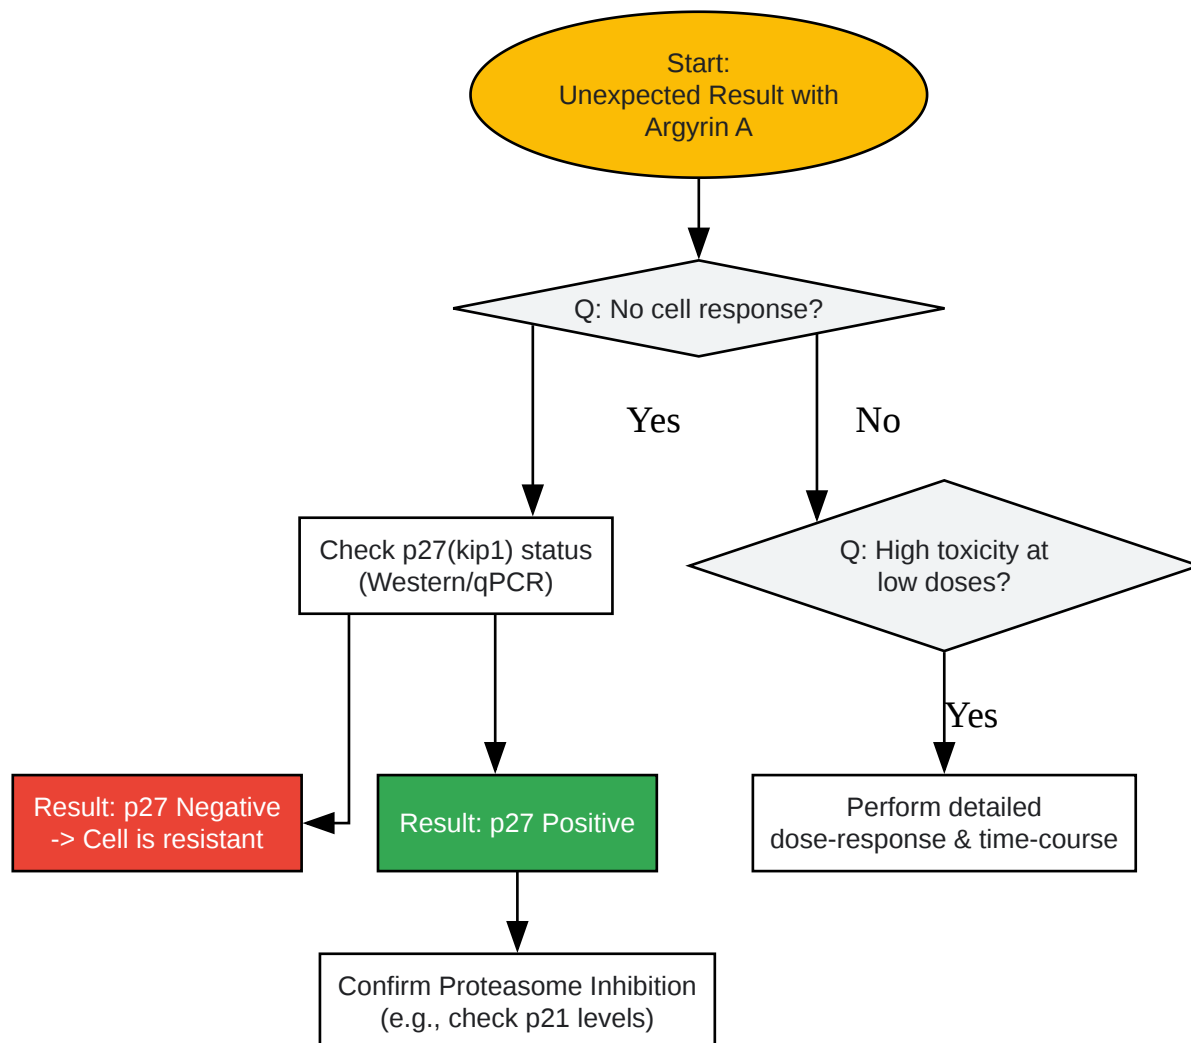 Start:
Unexpected Result with
Argyrin A
Q: No cell response?
Yes
No
Check p27(kip1) status
(Western/qPCR)
Q: High toxicity at
low doses?
Yes
Result: p27 Negative
-> Cell is resistant
Result: p27 Positive
Perform detailed
dose-response & time-course
Confirm Proteasome Inhibition
(e.g., check p21 levels)